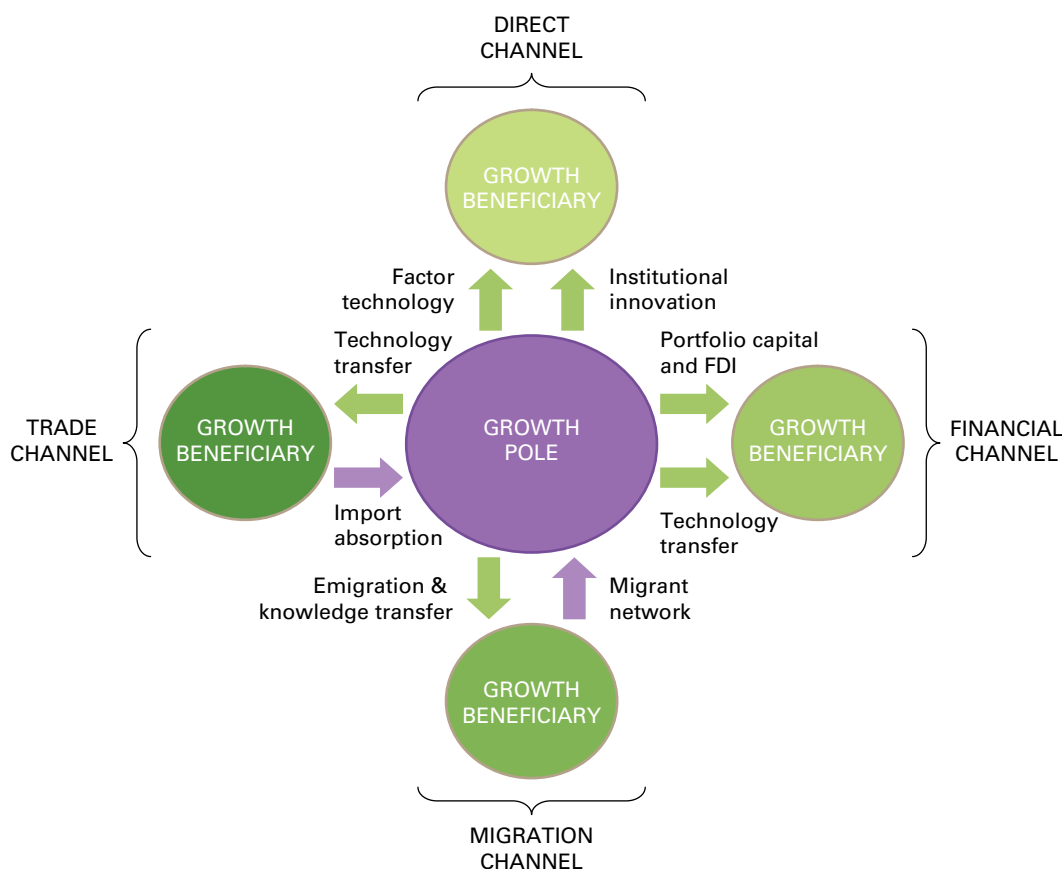 DIRECT
CHANNEL
GROWTH
BENEFICIARY
Factor
technology
Institutional
innovation
Technology
transfer
Portfolio capital
and FDI
TRADE
CHANNEL
GROWTH
BENEFICIARY
GROWTH
POLE
GROWTH
BENEFICIARY
FINANCIAL
CHANNEL
Import
absorption
Technology
transfer
Emigration &
knowledge transfer
Migrant
network
GROWTH
BENEFICIARY
MIGRATION
CHANNEL